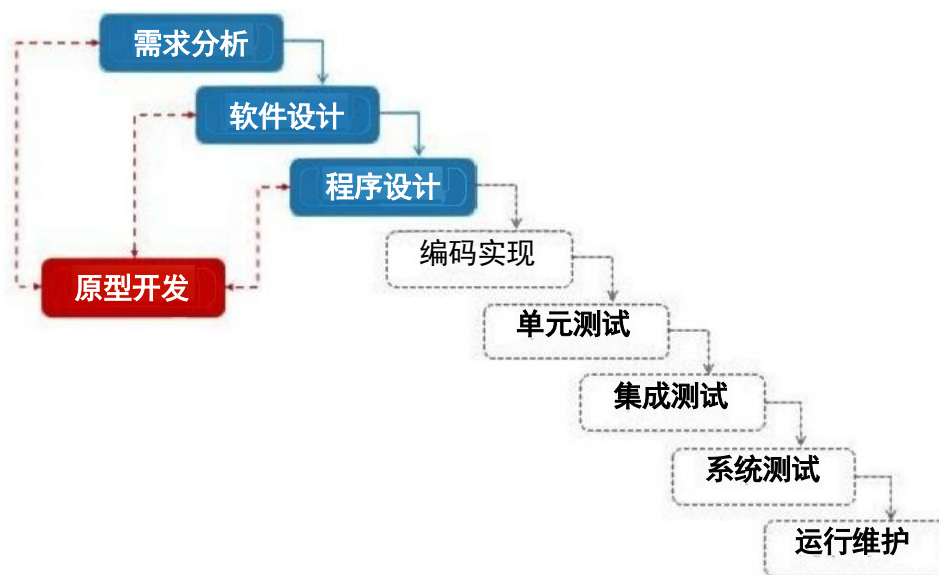 需求分析
软件设计
程序设计
编码实现
原型开发
单元测试
集成测试
系统测试
运行维护